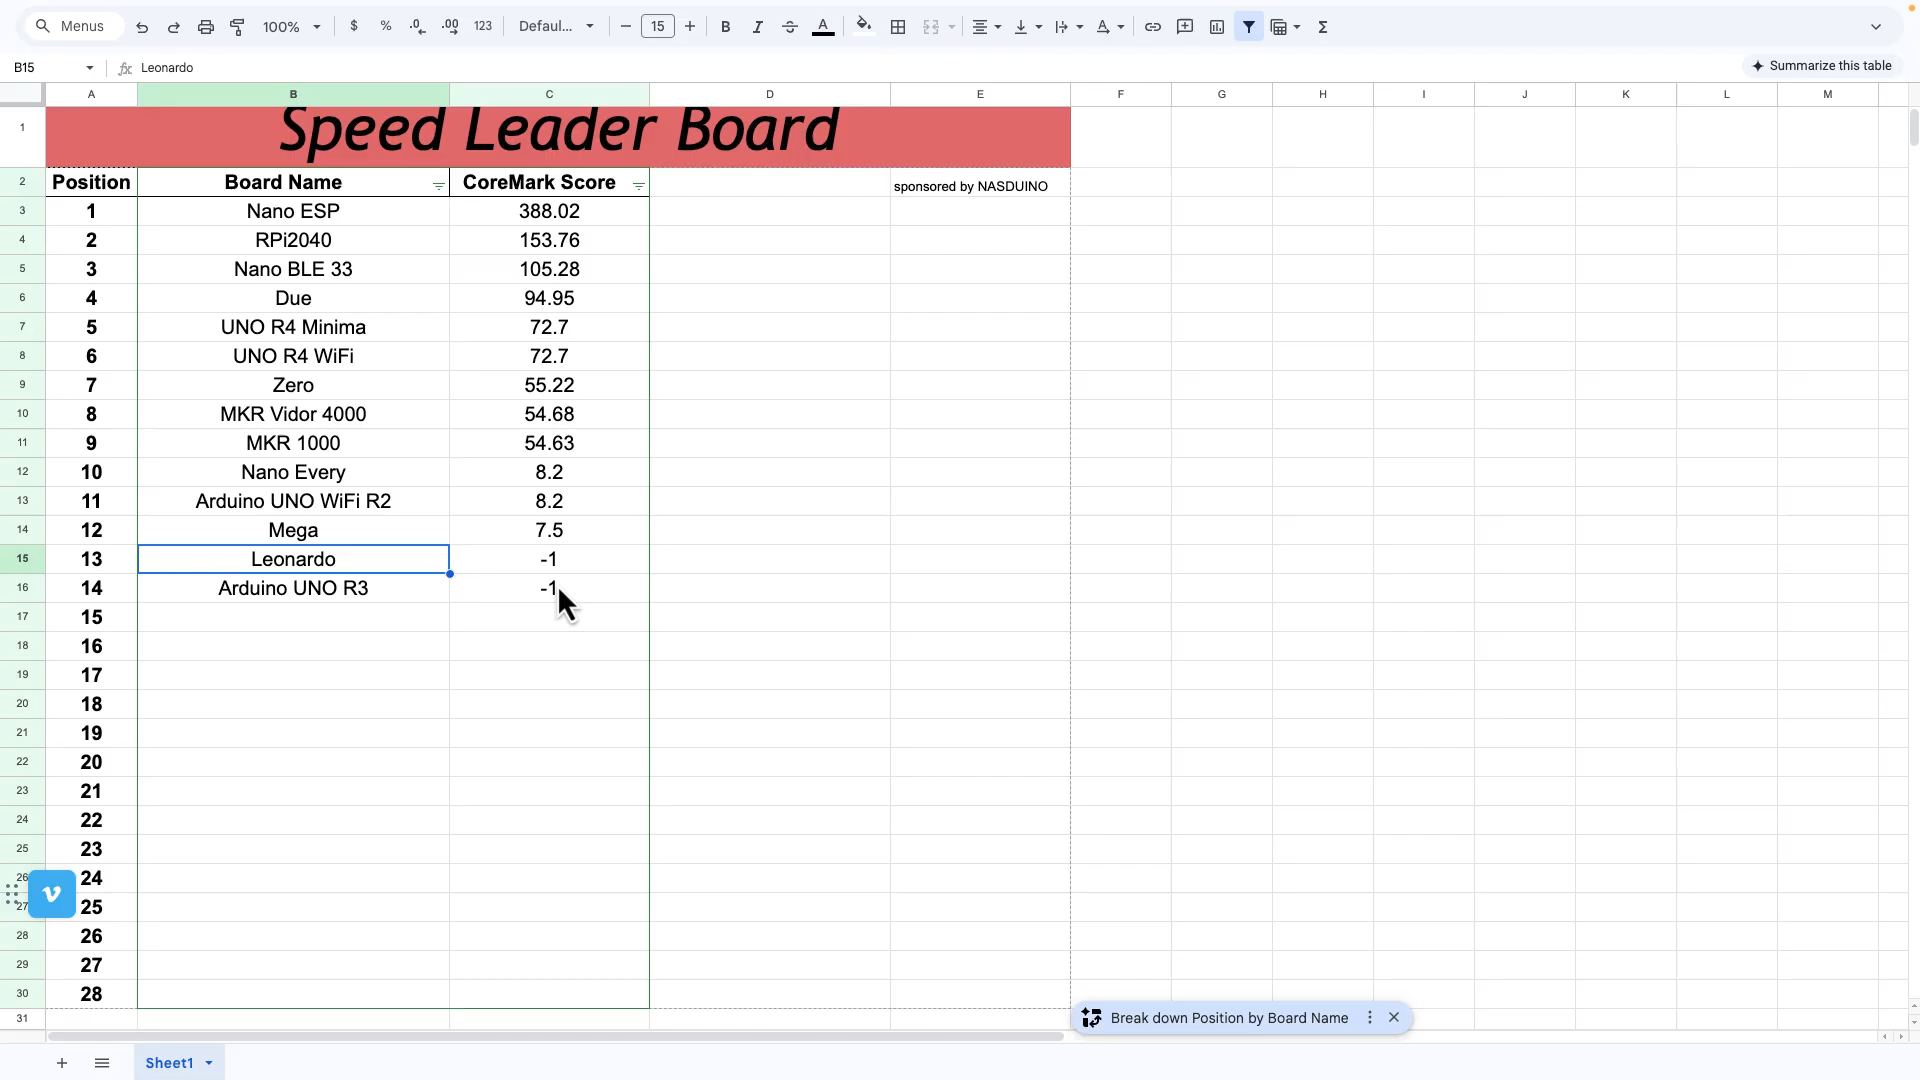 Menus 100% $ % .0 .00 123 Defaul... − 15 + B I A Σ
B15 fx Leonardo Summarize this table
A B C D E F G H I J K L M
1 Speed Leader Board
2 Position Board Name CoreMark Score sponsored by NASDUINO
3 1 Nano ESP 388.02
4 2 RPi2040 153.76
5 3 Nano BLE 33 105.28
6 4 Due 94.95
7 5 UNO R4 Minima 72.7
8 6 UNO R4 WiFi 72.7
9 7 Zero 55.22
10 8 MKR Vidor 4000 54.68
11 9 MKR 1000 54.63
12 10 Nano Every 8.2
13 11 Arduino UNO WiFi R2 8.2
14 12 Mega 7.5
15 13 Leonardo -1
16 14 Arduino UNO R3 -1
17 15
18 16
19 17
20 18
21 19
22 20
23 21
24 22
25 23
26 24
27 25
28 26
29 27
30 28
31 Break down Position by Board Name
+ Sheet1